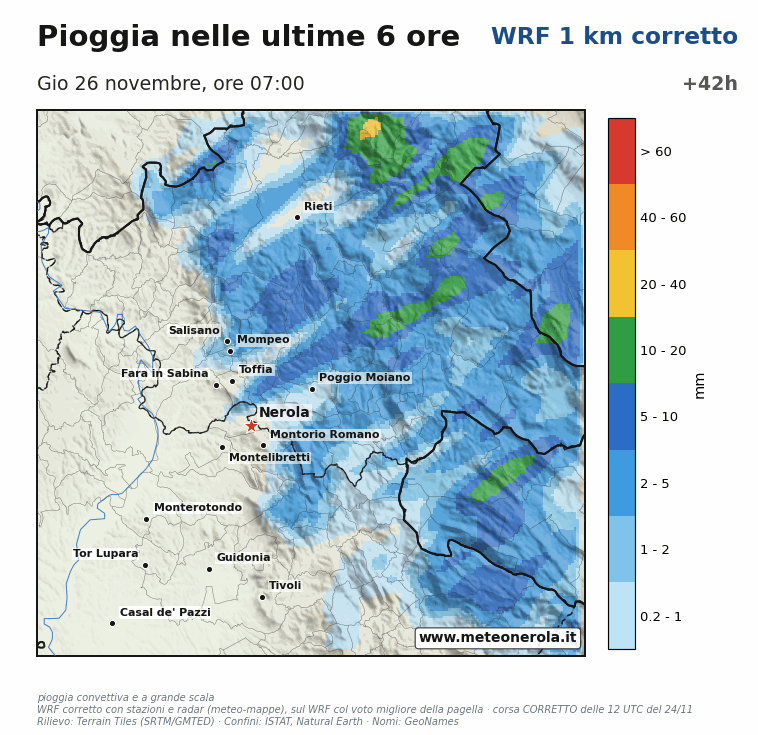 Pioggia nelle ultime 6 ore WRF 1 km corretto
Gio 26 novembre, ore 07:00 +42h
Rieti
Salisano
Mompeo
Fara in Sabina
Toffia
Poggio Moiano
Nerola
Montorio Romano
Montelibretti
Monterotondo
Tor Lupara
Guidonia
Tivoli
Casal de' Pazzi
www.meteonerola.it
> 60
40 - 60
20 - 40
10 - 20
5 - 10
2 - 5
1 - 2
0.2 - 1
mm
pioggia convettiva e a grande scala
WRF corretto con stazioni e radar (meteo-mappe), sul WRF col voto migliore della pagella · corsa CORRETTO delle 12 UTC del 24/11
Rilievo: Terrain Tiles (SRTM/GMTED) · Confini: ISTAT, Natural Earth · Nomi: GeoNames